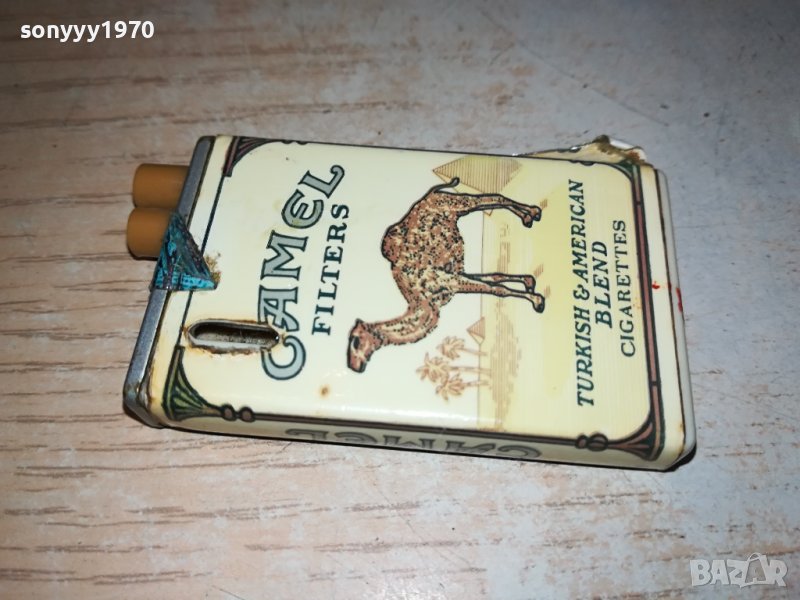 sonyyy1970
CAMEL
FILTERS
TURKISH & AMERICAN
BLEND
CIGARETTES
CAMEL
BAZAR